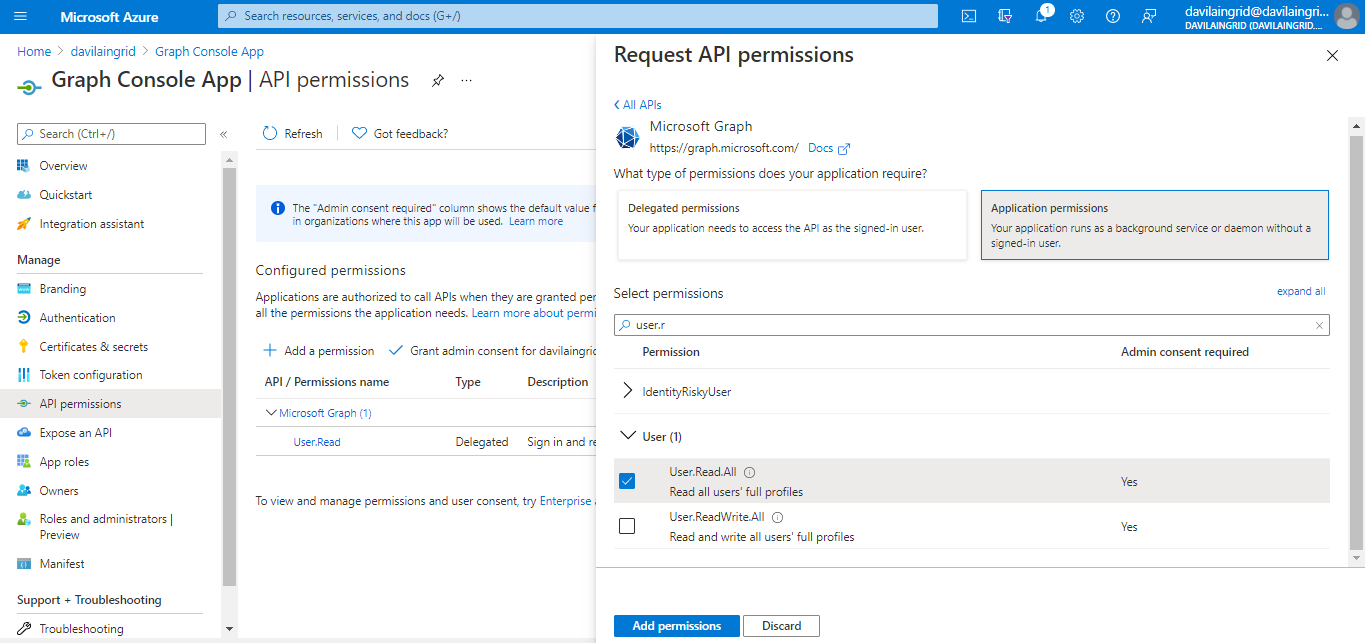 Microsoft Azure
Search resources, services, and docs (G+/)
1
davilaingrid@davilaingri...
DAVILAINGRID (DAVILAINGRID....
Home > davilaingrid > Graph Console App
Graph Console App | API permissions
Search (Ctrl+/)
Overview
Quickstart
Integration assistant
Manage
Branding
Authentication
Certificates & secrets
Token configuration
API permissions
Expose an API
App roles
Owners
Roles and administrators |
Preview
Manifest
Support + Troubleshooting
Troubleshooting
Refresh
Got feedback?
The "Admin consent required" column shows the default value f
in organizations where this app will be used. Learn more
Configured permissions
Applications are authorized to call APIs when they are granted per
all the permissions the application needs. Learn more about permi
Add a permission
Grant admin consent for davilaingrid
API / Permissions name
Type
Description
Microsoft Graph (1)
User.Read
Delegated
Sign in and re
To view and manage permissions and user consent, try Enterprise a
Request API permissions
All APIs
Microsoft Graph
https://graph.microsoft.com/ Docs
What type of permissions does your application require?
Delegated permissions
Your application needs to access the API as the signed-in user.
Application permissions
Your application runs as a background service or daemon without a
signed-in user.
Select permissions
expand all
user.r
Permission
Admin consent required
IdentityRiskyUser
User (1)
User.Read.All
Read all users' full profiles
Yes
User.ReadWrite.All
Read and write all users' full profiles
Yes
Add permissions
Discard